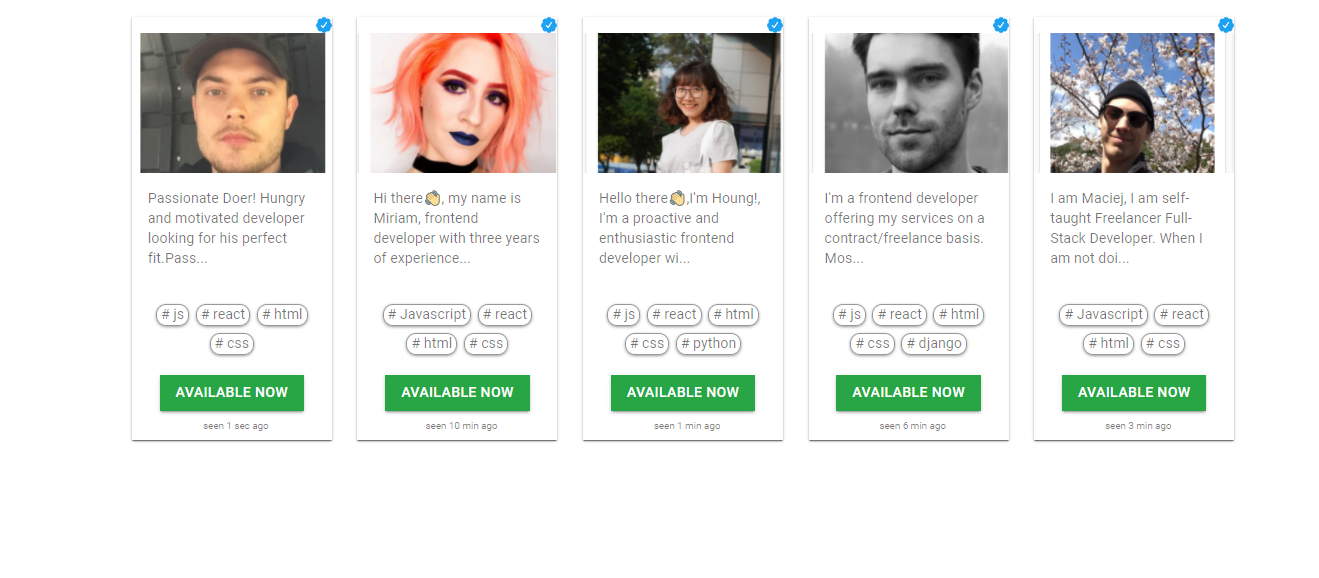 Passionate Doer! Hungry
and motivated developer
looking for his perfect
fit.Pass...
# js # react # html
# css
AVAILABLE NOW
seen 1 sec ago
Hi there👏, my name is
Miriam, frontend
developer with three years
of experience...
# Javascript # react
# html # css
AVAILABLE NOW
seen 10 min ago
Hello there👏,I'm Houng!,
I'm a proactive and
enthusiastic frontend
developer wi...
# js # react # html
# css # python
AVAILABLE NOW
seen 1 min ago
I'm a frontend developer
offering my services on a
contract/freelance basis.
Mos...
# js # react # html
# css # django
AVAILABLE NOW
seen 6 min ago
I am Maciej, I am self-
taught Freelancer Full-
Stack Developer. When I
am not doi...
# Javascript # react
# html # css
AVAILABLE NOW
seen 3 min ago